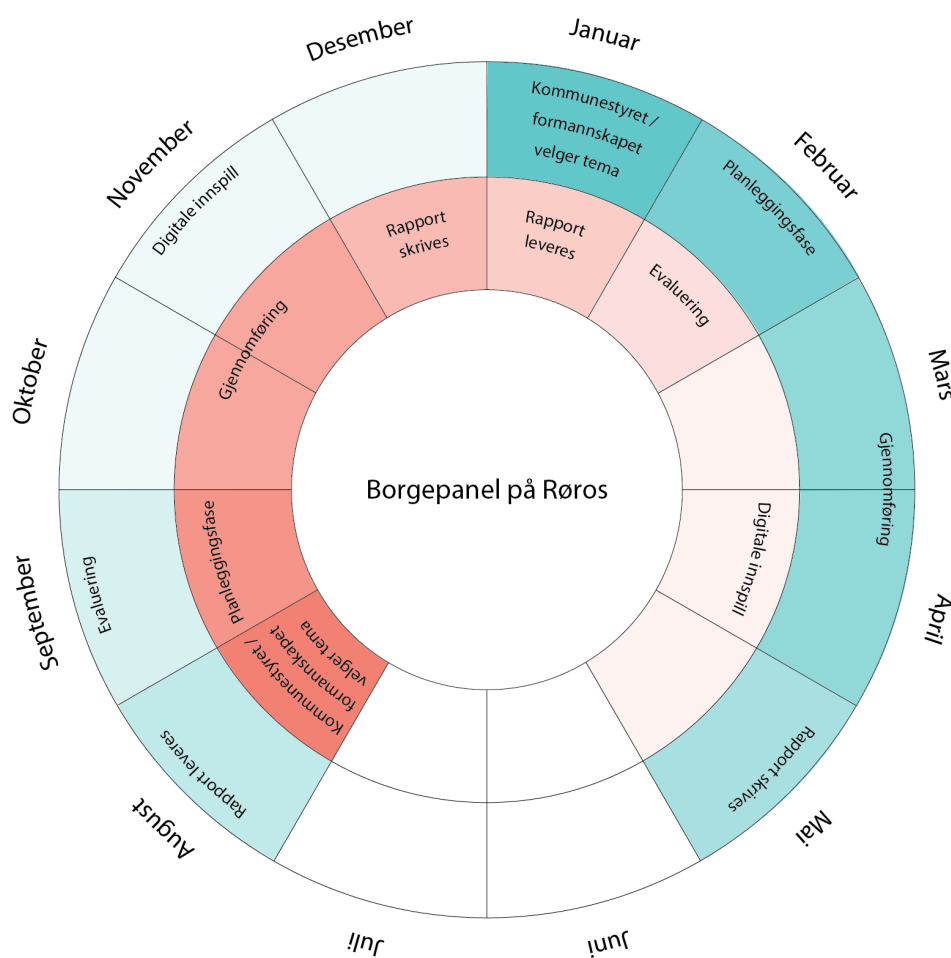 Januar
Februar
Mars
April
Mai
Juni
Juli
August
September
Oktober
November
Desember
Kommunestyret /
formannskapet
velger tema
Planleggingsfase
Gjennomføring
Rapport skrives
Rapport leveres
Evaluering
Digitale innspill
Rapport
leveres
Evaluering
Digitale innspill
Kommunestyret /
formannskapet
velger tema
Planleggingsfase
Gjennomføring
Rapport
skrives
Borgepanel på Røros